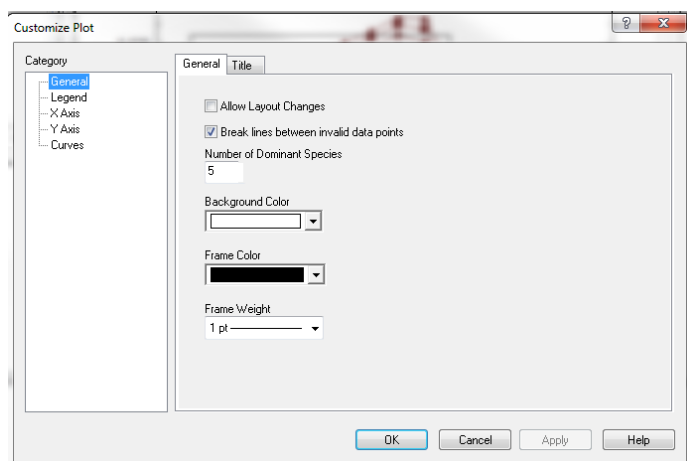 Customize Plot
?
X
Category
General
Legend
X Axis
Y Axis
Curves
General
Title
Allow Layout Changes
Break lines between invalid data points
Number of Dominant Species
5
Background Color
Frame Color
Frame Weight
1 pt
OK
Cancel
Apply
Help